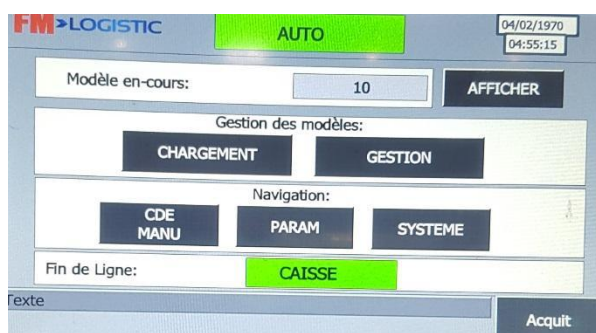 FM>LOGISTIC
AUTO
04/02/1970
04:55:15
Modèle en-cours:
10
AFFICHER
Gestion des modèles:
CHARGEMENT
GESTION
Navigation:
CDE
MANU
PARAM
SYSTEME
Fin de Ligne:
CAISSE
Texte
Acquit